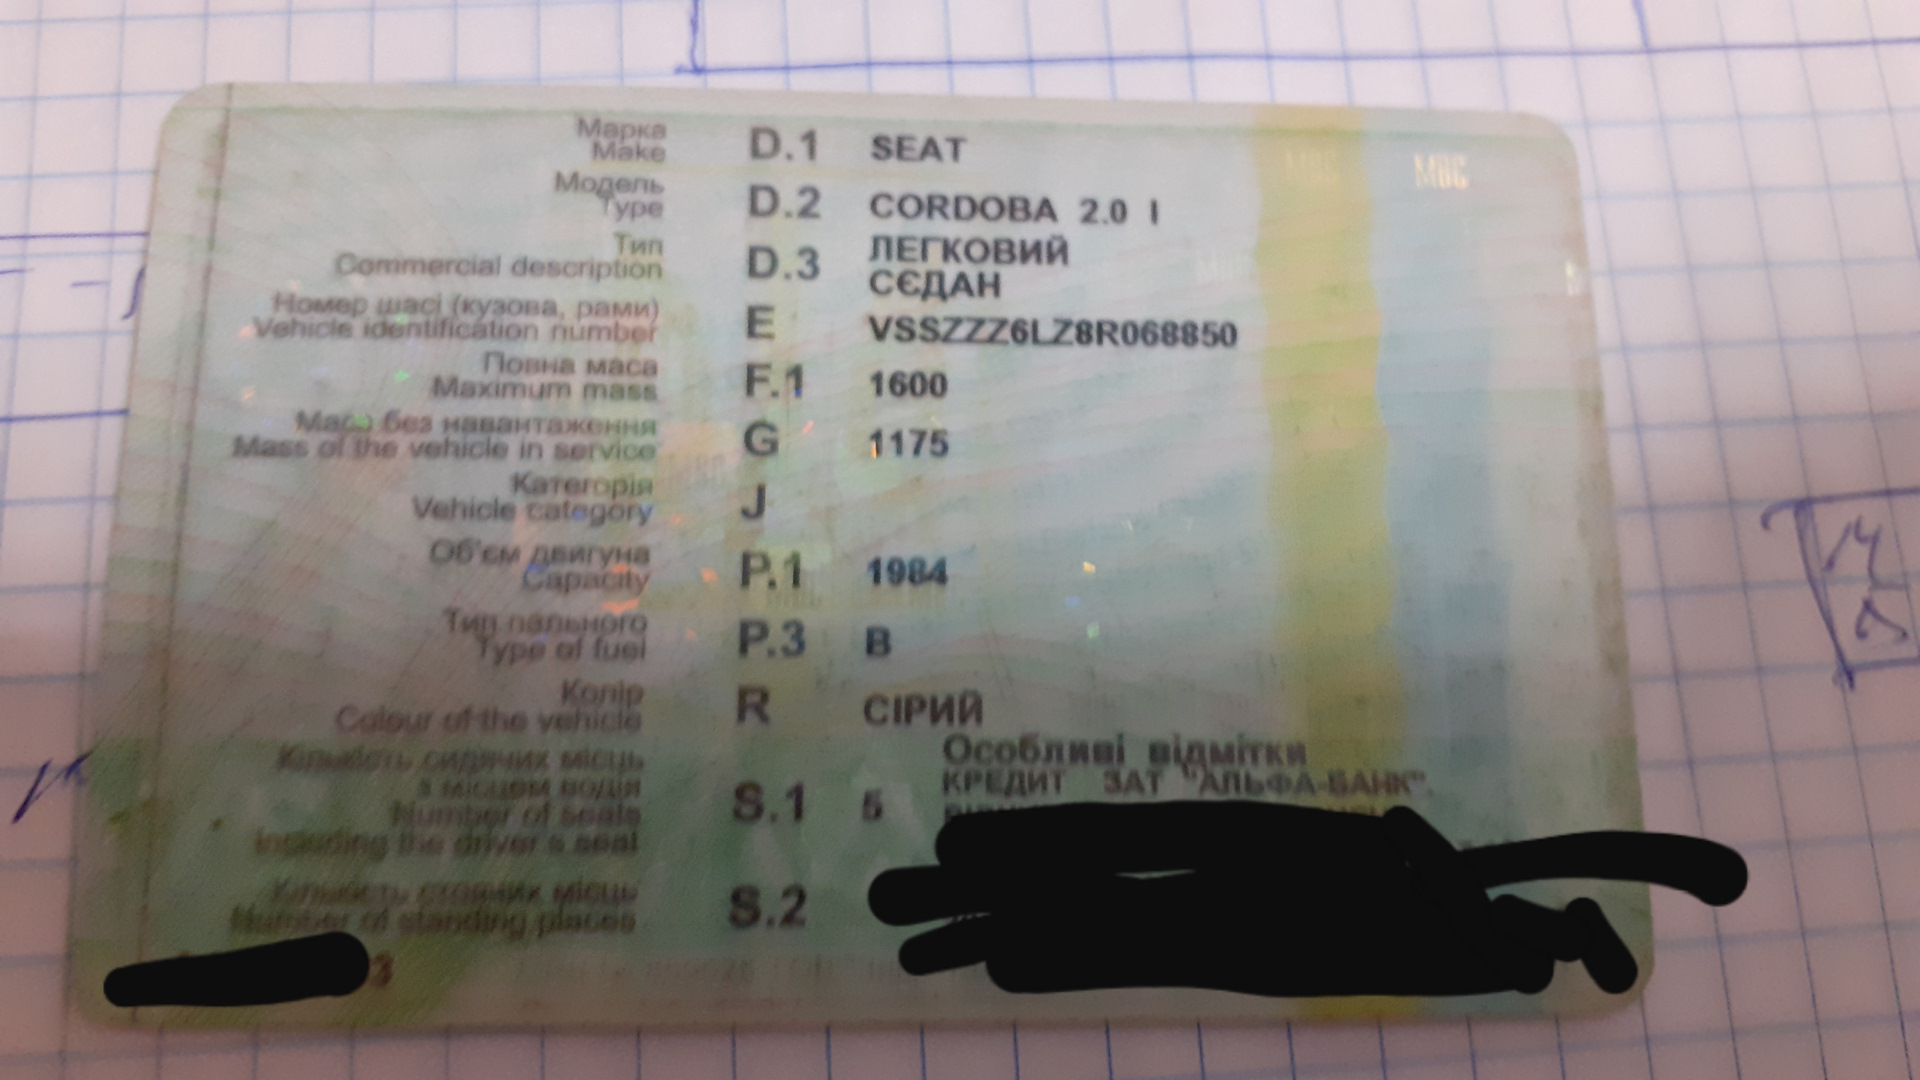 Марка
Make D.1 SEAT
Модель
Type D.2 CORDOBA 2.0 I
Тип
Commercial description D.3 ЛЕГКОВИЙ
СЄДАН
Номер шасі (кузова, рами)
Vehicle identification number E VSSZZZ6LZ8R068850
Повна маса
Maximum mass F.1 1600
Маса без навантаження
Mass of the vehicle in service G 1175
Категорія
Vehicle category J
Об'єм двигуна
Capacity P.1 1984
Тип пального
Type of fuel P.3 B
Колір
Colour of the vehicle R СІРИЙ
Кількість сидячих місць
з місцем водія
Number of seats
including the driver s seat S.1 5
Особливі відмітки
КРЕДИТ ЗАТ "АЛЬФА-БАНК".
Кількість стоячих місць
Number of standing places S.2
3
МВС МВС